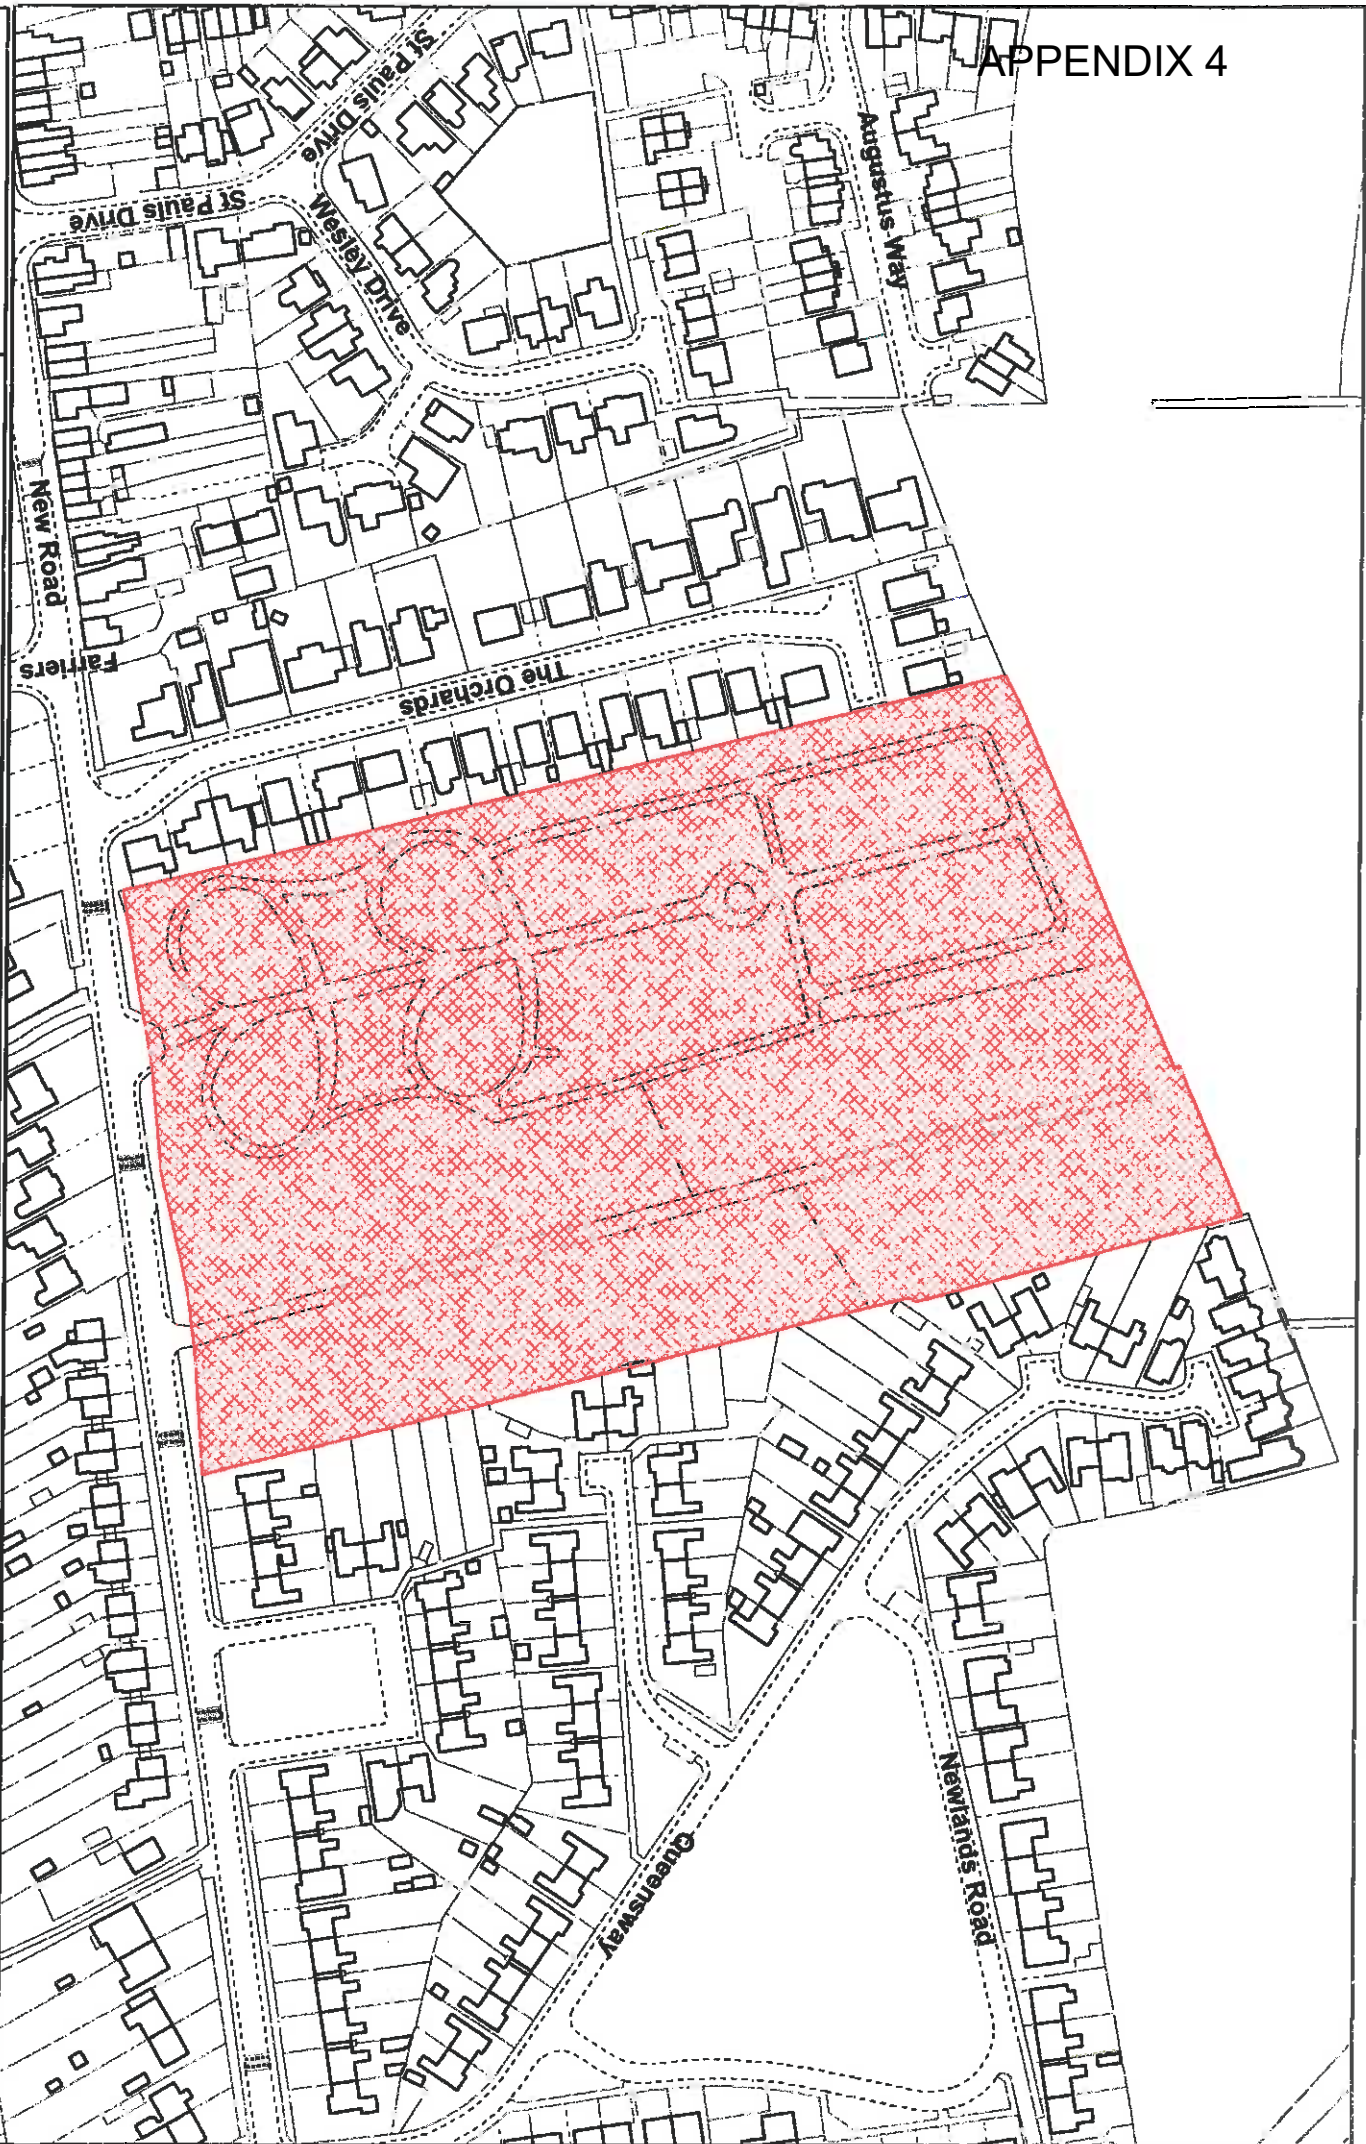 APPENDIX 4
St Pauls Drive
St Pauls Drive
Wesley Drive
Augustus Way
New Road
Farriers
The Orchards
Newlands Road
Queensway